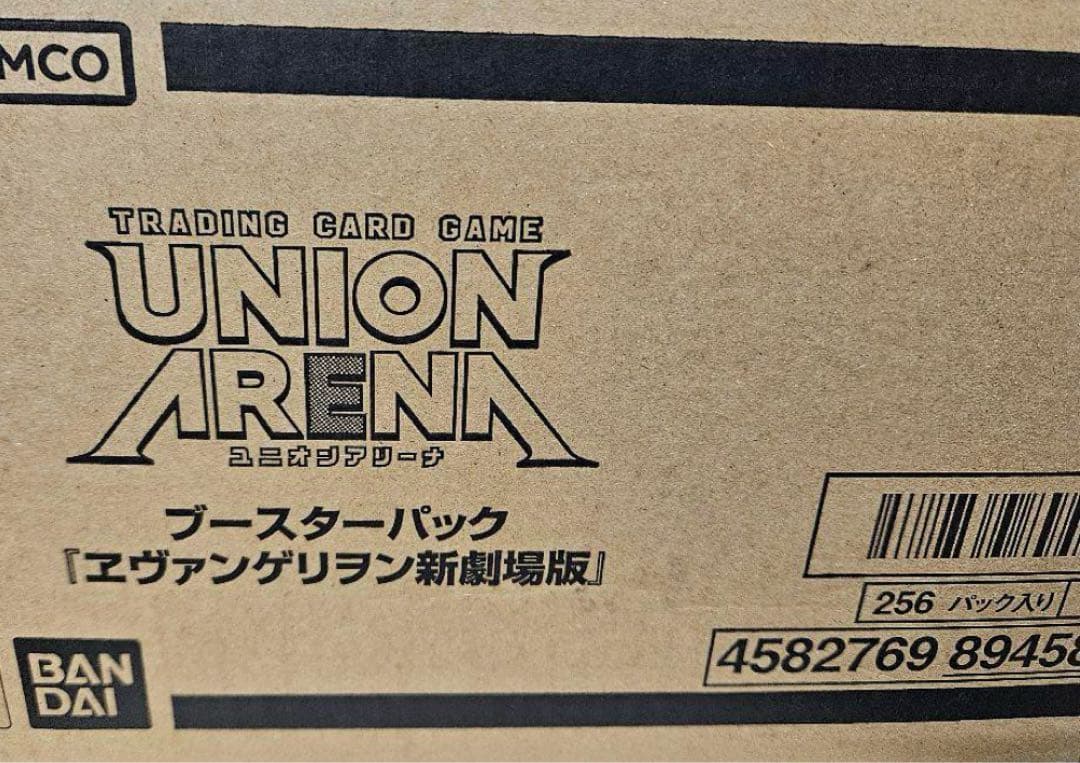 MCO
TRADING CARD GAME
UNION
ARENA
ユニオンアリーナ
ブースターパック
『ヱヴァンゲリヲン新劇場版』
256 パック入り
4582769 89458
BAN
DAI